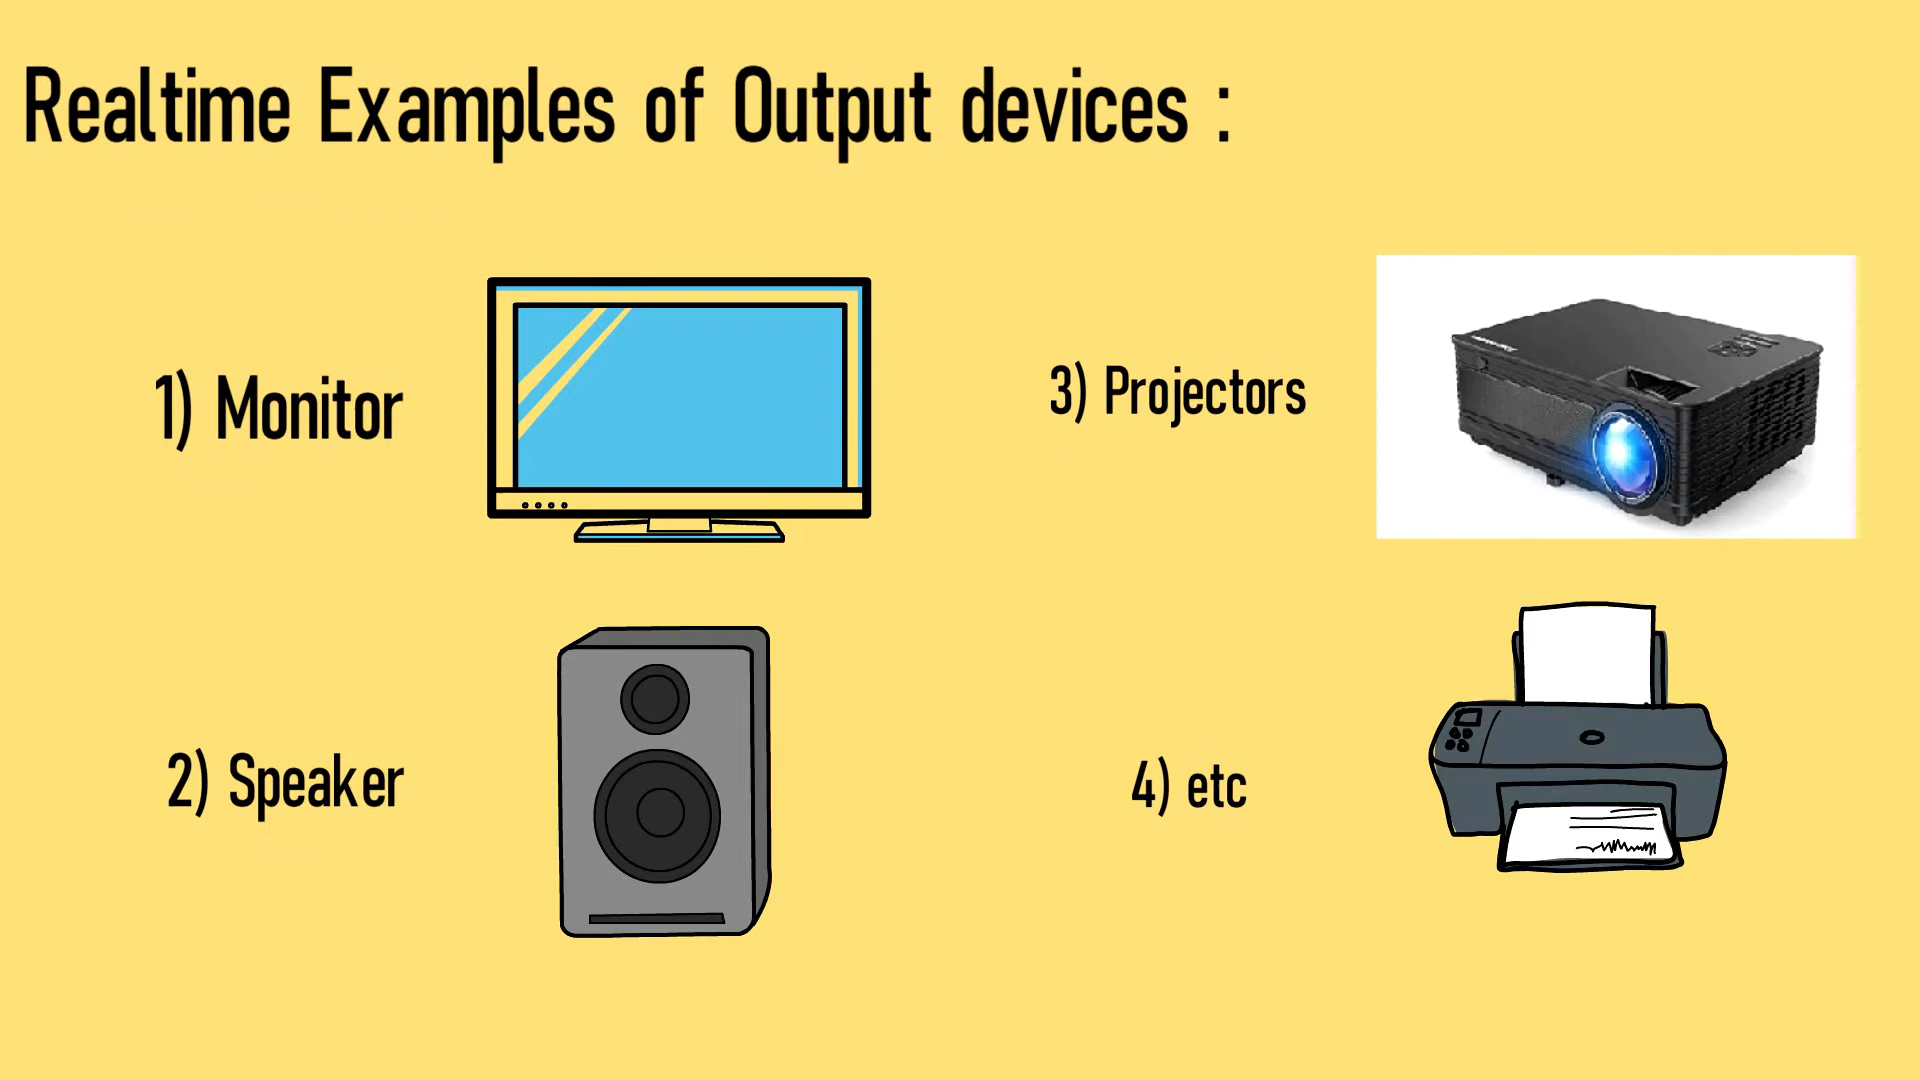 Realtime Examples of Output devices :
1) Monitor
2) Speaker
3) Projectors
4) etc